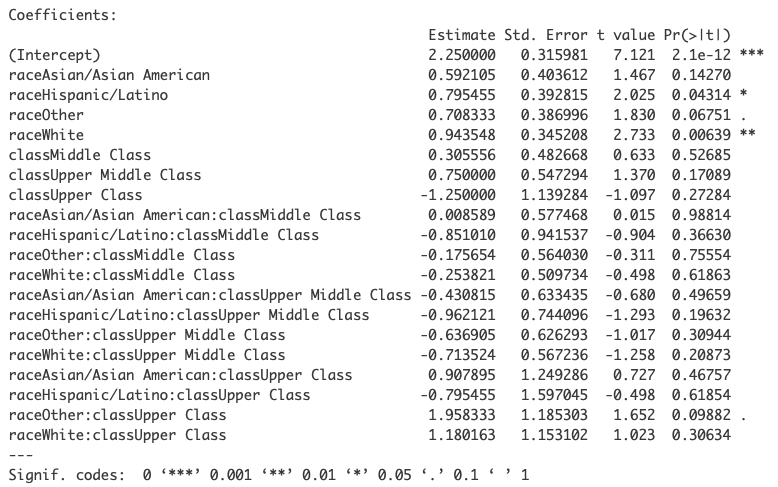 Coefficients:
Estimate Std. Error t value Pr(>|t|)
(Intercept) 2.250000 0.315981 7.121 2.1e-12 ***
raceAsian/Asian American 0.592105 0.403612 1.467 0.14270
raceHispanic/Latino 0.795455 0.392815 2.025 0.04314 *
raceOther 0.708333 0.386996 1.830 0.06751 .
raceWhite 0.943548 0.345208 2.733 0.00639 **
classMiddle Class 0.305556 0.482668 0.633 0.52685
classUpper Middle Class 0.750000 0.547294 1.370 0.17089
classUpper Class -1.250000 1.139284 -1.097 0.27284
raceAsian/Asian American:classMiddle Class 0.008589 0.577468 0.015 0.98814
raceHispanic/Latino:classMiddle Class -0.851010 0.941537 -0.904 0.36630
raceOther:classMiddle Class -0.175654 0.564030 -0.311 0.75554
raceWhite:classMiddle Class -0.253821 0.509734 -0.498 0.61863
raceAsian/Asian American:classUpper Middle Class -0.430815 0.633435 -0.680 0.49659
raceHispanic/Latino:classUpper Middle Class -0.962121 0.744096 -1.293 0.19632
raceOther:classUpper Middle Class -0.636905 0.626293 -1.017 0.30944
raceWhite:classUpper Middle Class -0.713524 0.567236 -1.258 0.20873
raceAsian/Asian American:classUpper Class 0.907895 1.249286 0.727 0.46757
raceHispanic/Latino:classUpper Class -0.795455 1.597045 -0.498 0.61854
raceOther:classUpper Class 1.958333 1.185303 1.652 0.09882 .
raceWhite:classUpper Class 1.180163 1.153102 1.023 0.30634
---
Signif. codes: 0 ‘***’ 0.001 ‘**’ 0.01 ‘*’ 0.05 ‘.’ 0.1 ‘ ’ 1